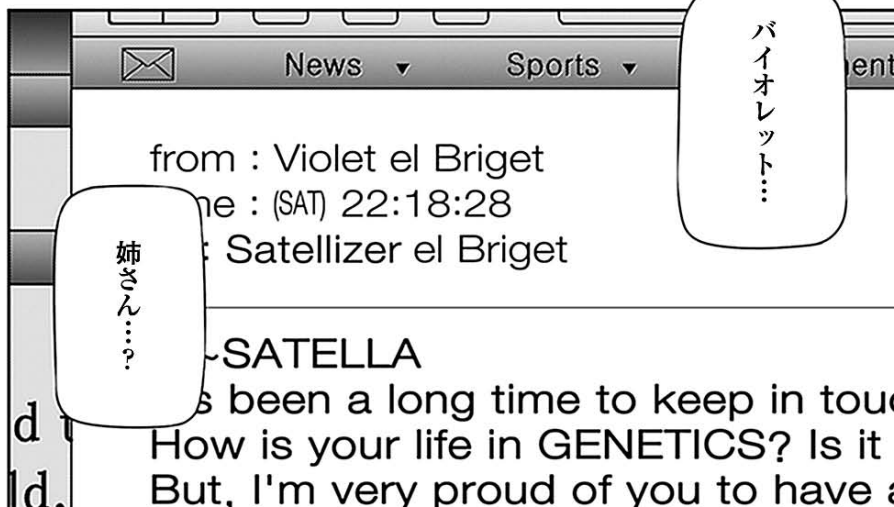 バイオレット…
姉さん…?
News ▼ Sports ▼
from : Violet el Briget
: (SAT) 22:18:28
: Satellizer el Briget
~SATELLA
been a long time to keep in
How is your life in GENETICS? Is it
But, I'm very proud of you to have